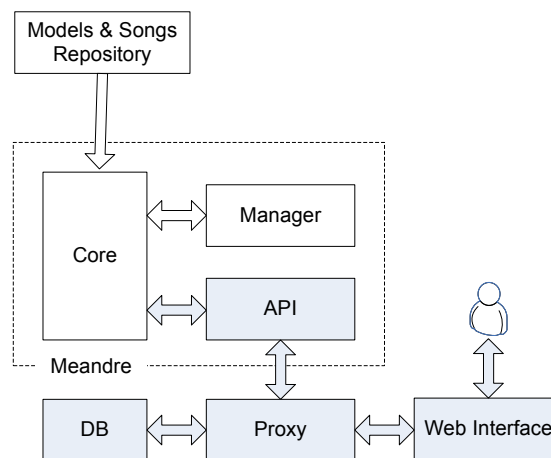 Models & Songs
Repository
Core
Manager
API
Meandre
DB
Proxy
Web Interface